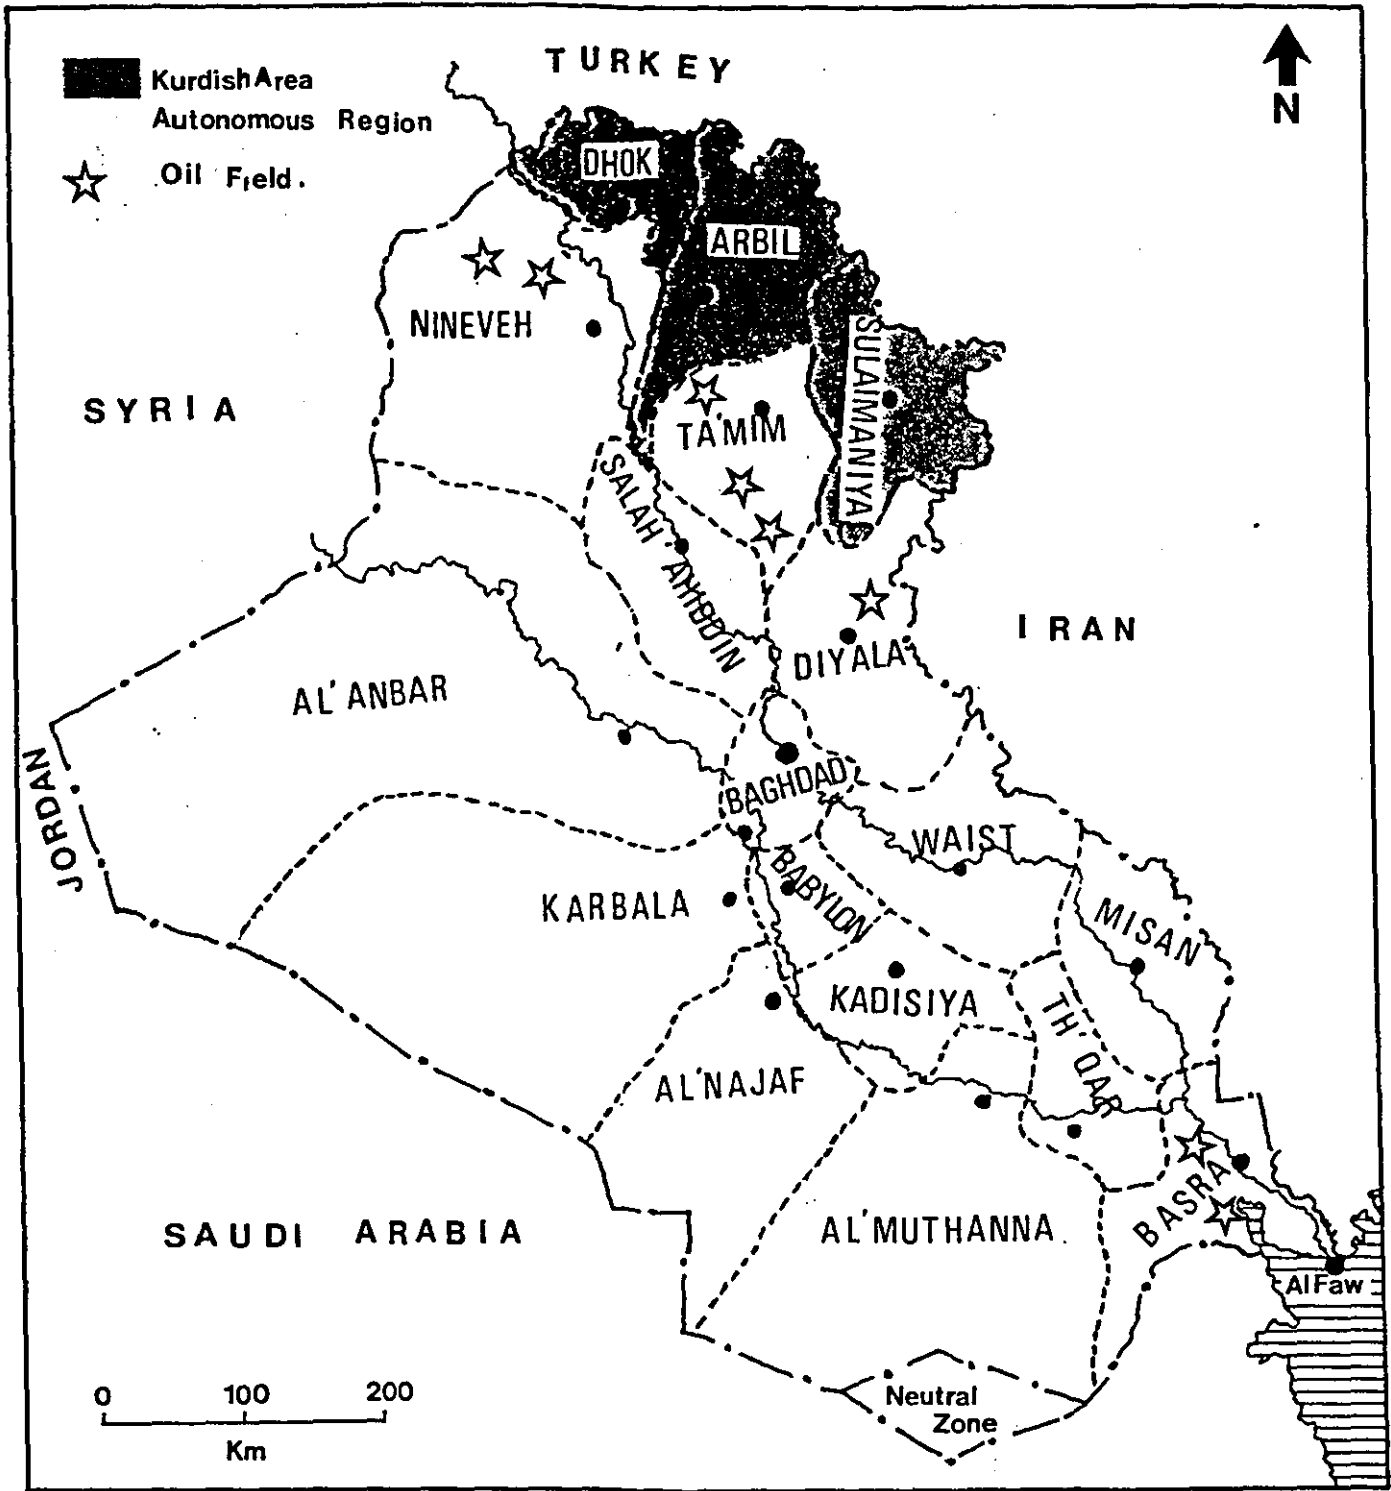 TURKEY
Kurdish Area
Autonomous Region
Oil Field.
N
DHOK
ARBIL
NINEVEH
SULAIMANIYA
SYRIA
TA'MIM
SALAH
IRAN
DIYALA
AL'ANBAR
JORDAN
BAGHDAD
WAIST
BABYLON
KARBALA
MISAN
KADISIYA
TH'QAR
AL'NAJAF
BASRA
SAUDI ARABIA
AL'MUTHANNA
Al Faw
0 100 200
Km
Neutral
Zone